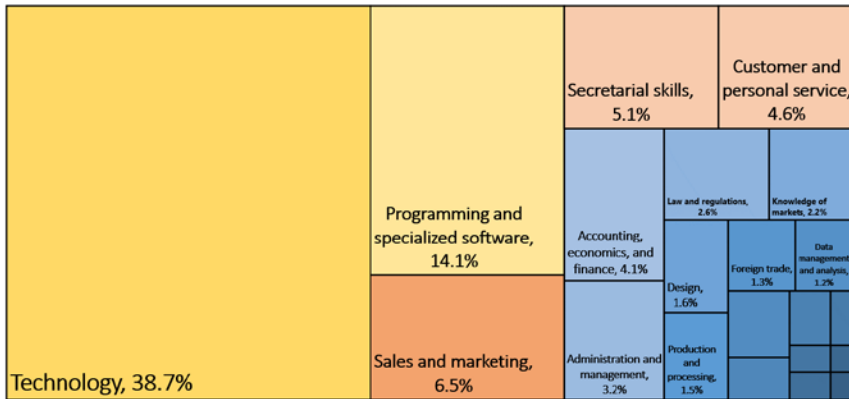 Technology, 38.7%
Programming and
specialized software,
14.1%
Sales and marketing,
6.5%
Secretarial skills,
5.1%
Customer and
personal service,
4.6%
Accounting,
economics, and
finance, 4.1%
Administration and
management,
3.2%
Law and regulations,
2.6%
Knowledge of
markets, 2.2%
Design,
1.6%
Production
and
processing,
1.5%
Foreign trade,
1.3%
Data
management
and analysis,
1.2%